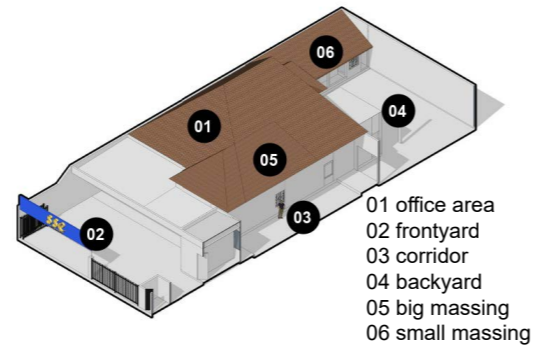 06
04
01
05
03
02
01 office area
02 frontyard
03 corridor
04 backyard
05 big massing
06 small massing